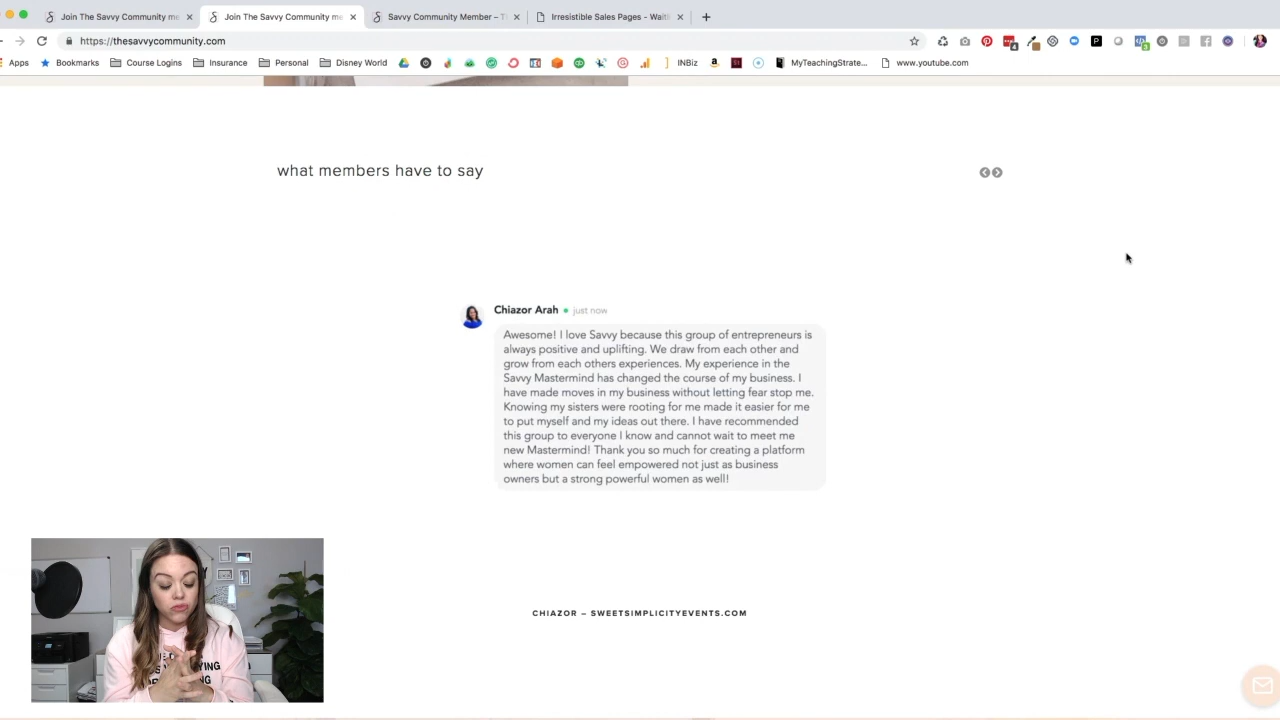 Join The Savvy Community me
Join The Savvy Community me
Savvy Community Member – T
Irresistible Sales Pages - Waiti
https://thesavvycommunity.com
Apps
Bookmarks
Course Logins
Insurance
Personal
Disney World
INBiz
MyTeachingStrate...
www.youtube.com
what members have to say
Chiazor Arah
just now
Awesome! I love Savvy because this group of entrepreneurs is
always positive and uplifting. We draw from each other and
grow from each others experiences. My experience in the
Savvy Mastermind has changed the course of my business. I
have made moves in my business without letting fear stop me.
Knowing my sisters were rooting for me made it easier for me
to put myself and my ideas out there. I have recommended
this group to everyone I know and cannot wait to meet me
new Mastermind! Thank you so much for creating a platform
where women can feel empowered not just as business
owners but a strong powerful women as well!
CHIAZOR – SWEETSIMPLICITYEVENTS.COM